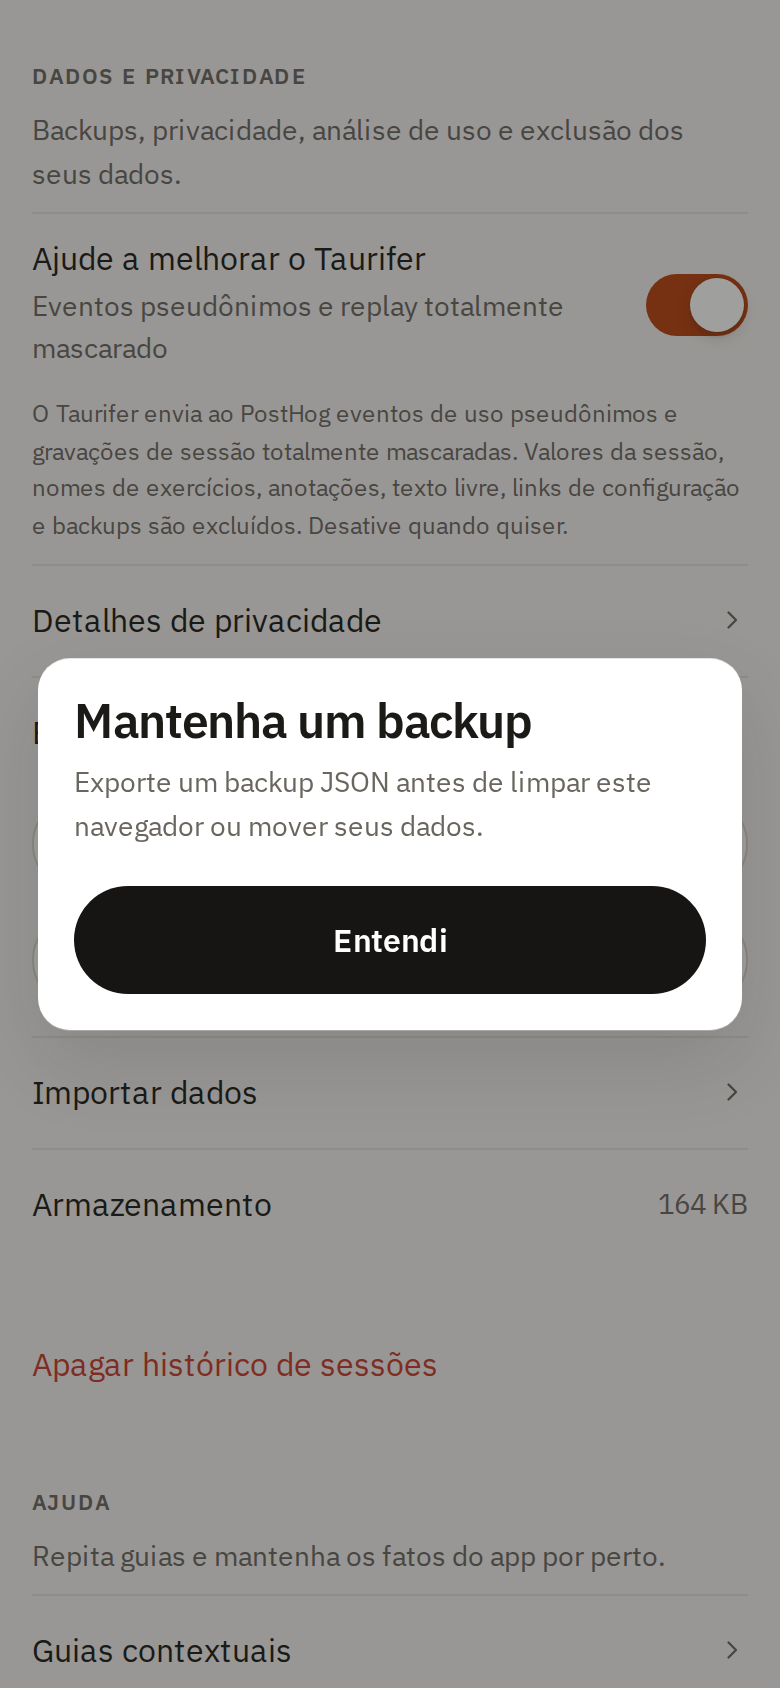 DADOS E PRIVACIDADE
Backups, privacidade, análise de uso e exclusão dos
seus dados.
Ajude a melhorar o Taurifer
Eventos pseudônimos e replay totalmente
mascarado
O Taurifer envia ao PostHog eventos de uso pseudônimos e
gravações de sessão totalmente mascaradas. Valores da sessão,
nomes de exercícios, anotações, texto livre, links de configuração
e backups são excluídos. Desative quando quiser.
Detalhes de privacidade
Mantenha um backup
Exporte um backup JSON antes de limpar este
navegador ou mover seus dados.
Entendi
Importar dados
Armazenamento
164 KB
Apagar histórico de sessões
AJUDA
Repita guias e mantenha os fatos do app por perto.
Guias contextuais